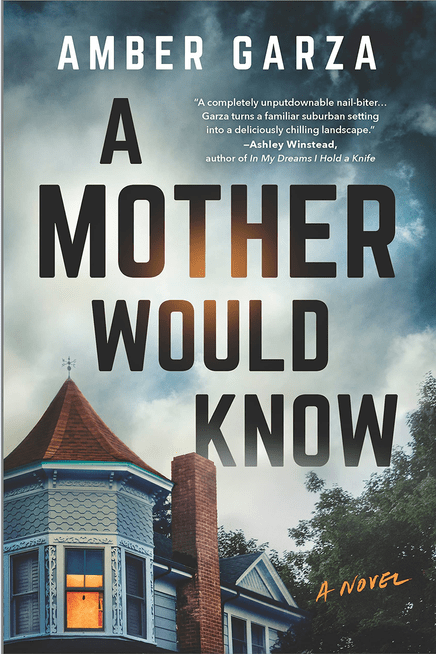 AMBER GARZA
"A completely unputdownable nail-biter…
Garza turns a familiar suburban setting
into a deliciously chilling landscape."
–Ashley Winstead,
author of In My Dreams I Hold a Knife
A
MOTHER
WOULD
KNOW
A NOVEL